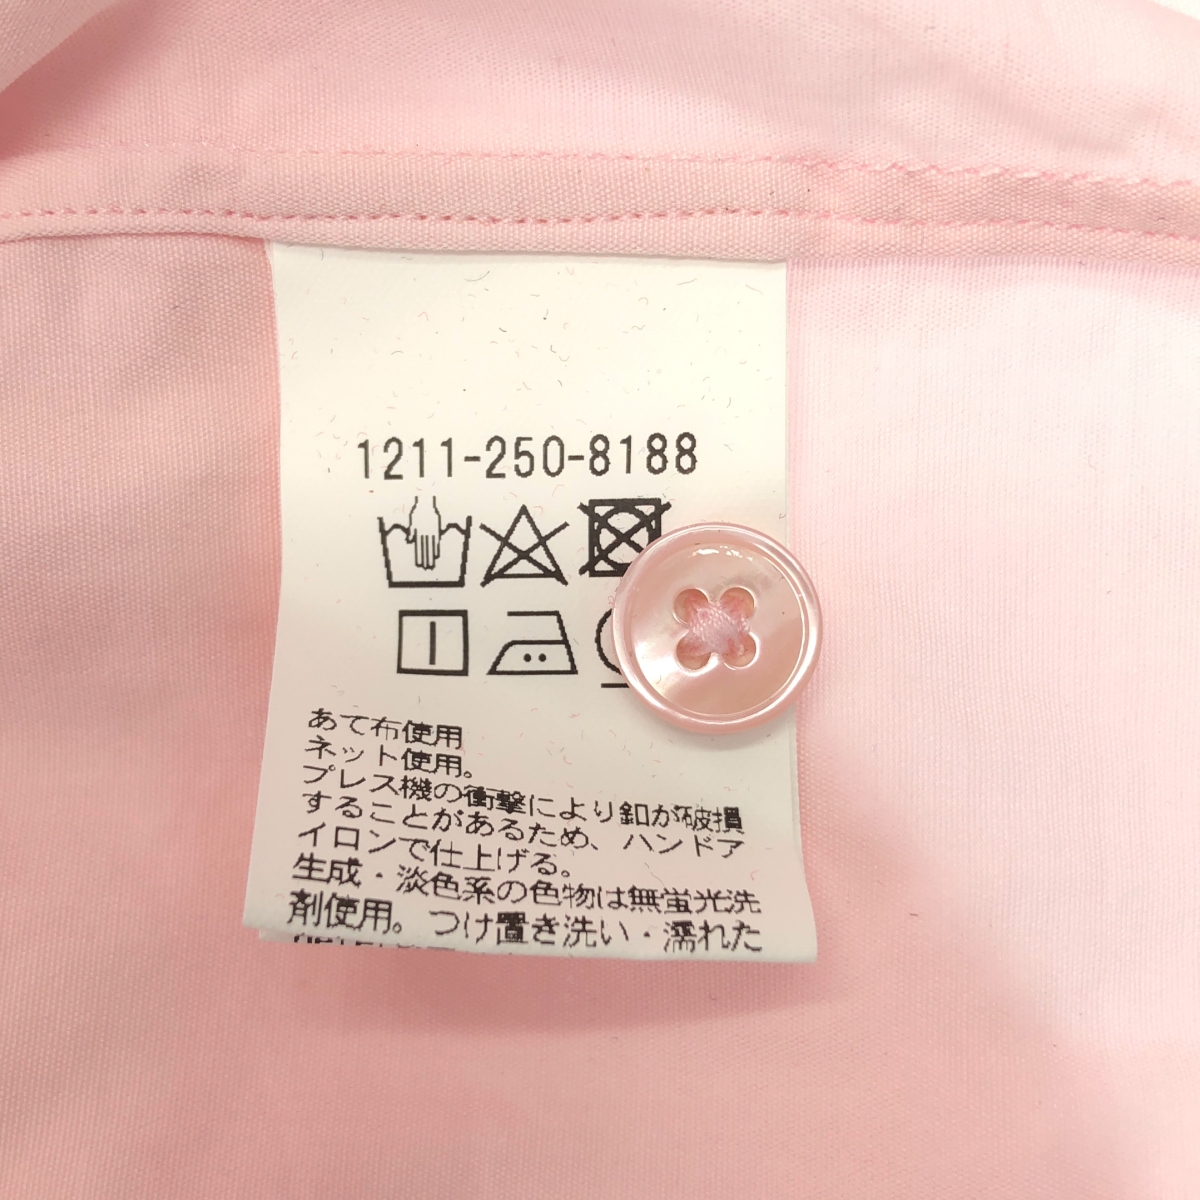 1211-250-8188
あて布使用
ネット使用。
プレス機の衝撃により釦が破損
することがあるため、ハンドア
イロンで仕上げる。
生成・淡色系の色物は無蛍光洗
剤使用。つけ置き洗い・濡れた